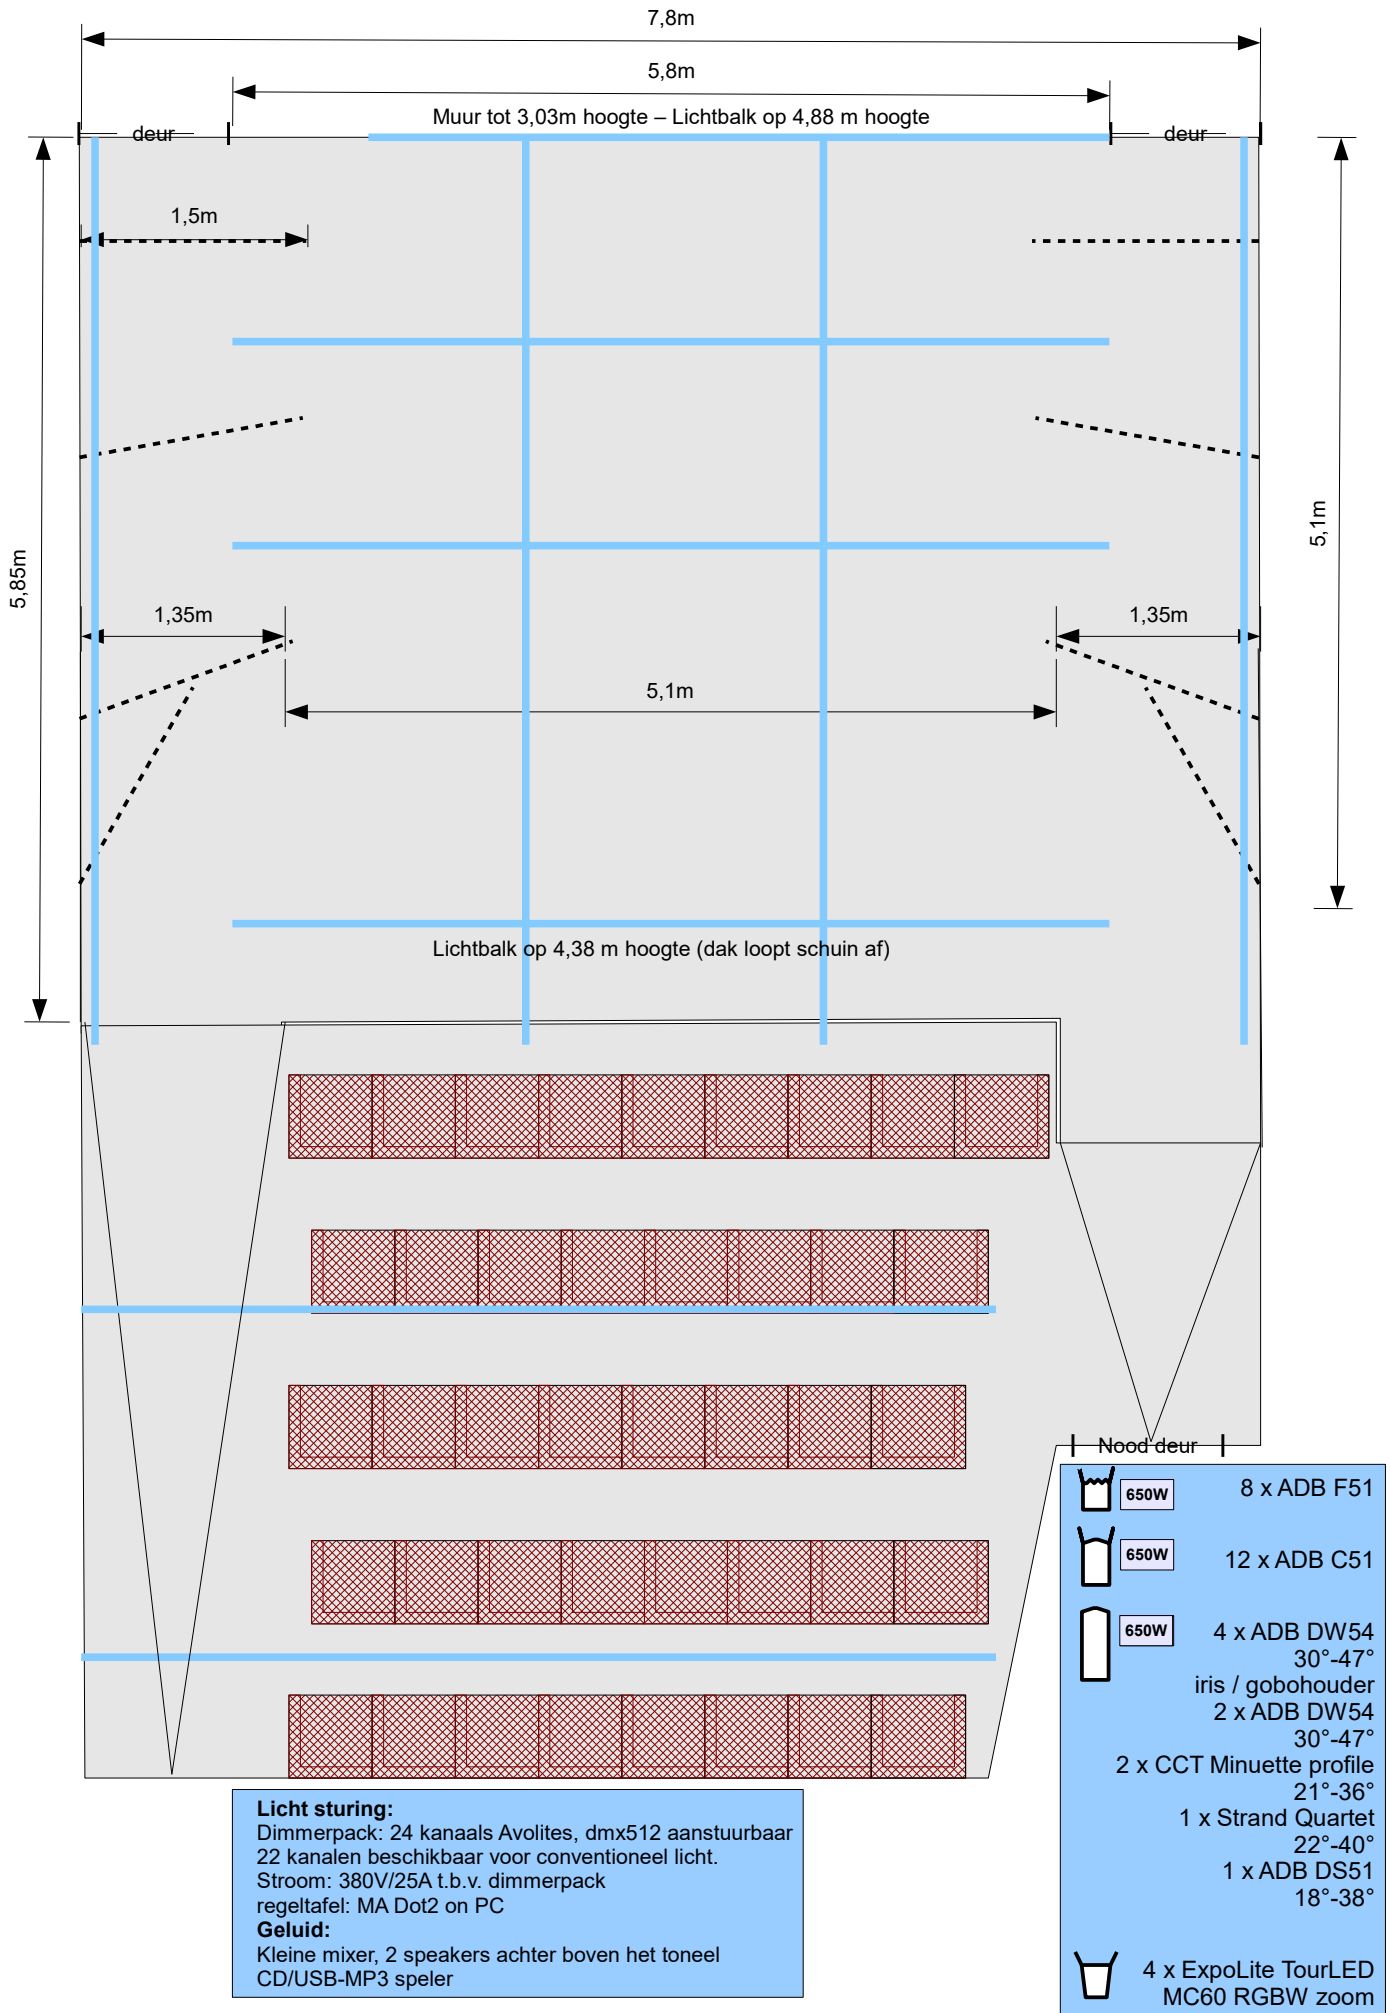 7,8m
5,8m
Muur tot 3,03m hoogte – Lichtbalk op 4,88 m hoogte
deur
deur
1,5m
5,1m
5,85m
1,35m
1,35m
5,1m
Lichtbalk op 4,38 m hoogte (dak loopt schuin af)
Nood deur
650W
8 x ADB F51
650W
12 x ADB C51
650W
4 x ADB DW54
30°-47°
iris / gobohouder
2 x ADB DW54
30°-47°
2 x CCT Minuette profile
21°-36°
1 x Strand Quartet
22°-40°
1 x ADB DS51
18°-38°
4 x ExpoLite TourLED
MC60 RGBW zoom
Licht sturing:
Dimmerpack: 24 kanaals Avolites, dmx512 aanstuurbaar
22 kanalen beschikbaar voor conventioneel licht.
Stroom: 380V/25A t.b.v. dimmerpack
regeltafel: MA Dot2 on PC
Geluid:
Kleine mixer, 2 speakers achter boven het toneel
CD/USB-MP3 speler